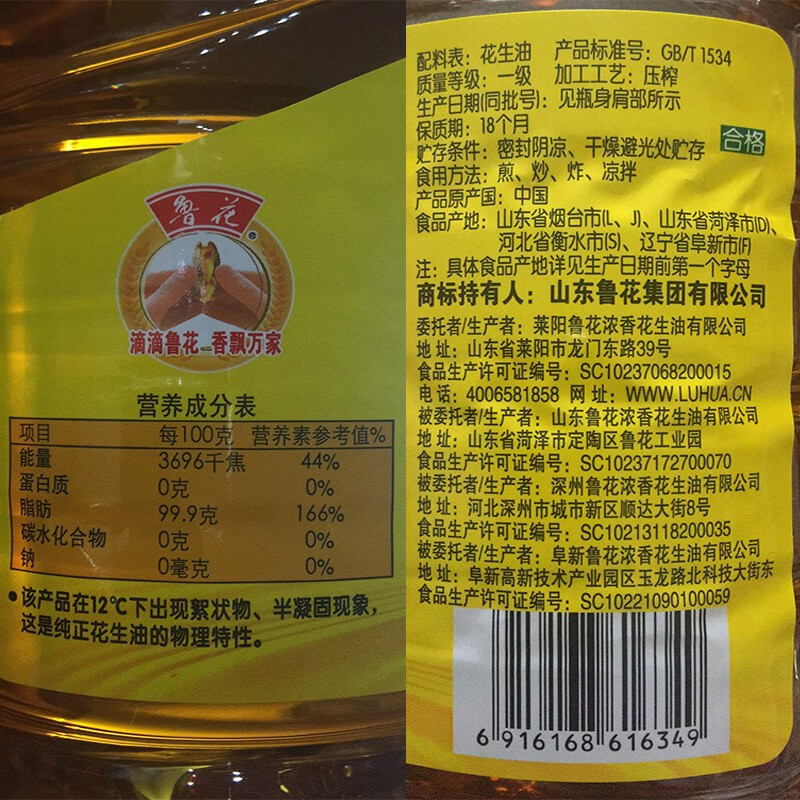 鲁花
®
滴滴鲁花 香飘万家
营养成分表
项目 每100克 营养素参考值%
能量 3696千焦 44%
蛋白质 0克 0%
脂肪 99.9克 166%
碳水化合物 0克 0%
钠 0毫克 0%
●该产品在12℃下出现絮状物、半凝固现象，
这是纯正花生油的物理特性。
配料表：花生油 产品标准号：GB/T 1534
质量等级：一级 加工工艺：压榨
生产日期(同批号)：见瓶身肩部所示
保质期：18个月
合格
贮存条件：密封阴凉、干燥避光处贮存
食用方法：煎、炒、炸、凉拌
产品原产国：中国
食品产地：山东省烟台市(L、J)、山东省菏泽市(D)、
河北省衡水市(S)、辽宁省阜新市(F)
注：具体食品产地详见生产日期前第一个字母
商标持有人：山东鲁花集团有限公司
委托者/生产者：莱阳鲁花浓香花生油有限公司
地 址：山东省莱阳市龙门东路39号
食品生产许可证编号：SC10237068200015
电 话：4006581858 网 址：WWW.LUHUA.CN
被委托者/生产者：山东鲁花浓香花生油有限公司
地 址：山东省菏泽市定陶区鲁花工业园
食品生产许可证编号：SC10237172700070
被委托者/生产者：深州鲁花浓香花生油有限公司
地 址：河北深州市城市新区顺达大街8号
食品生产许可证编号：SC10213118200035
被委托者/生产者：阜新鲁花浓香花生油有限公司
地 址：阜新高新技术产业园区玉龙路北科技大街东
食品生产许可证编号：SC10221090100059
6 916168 616349